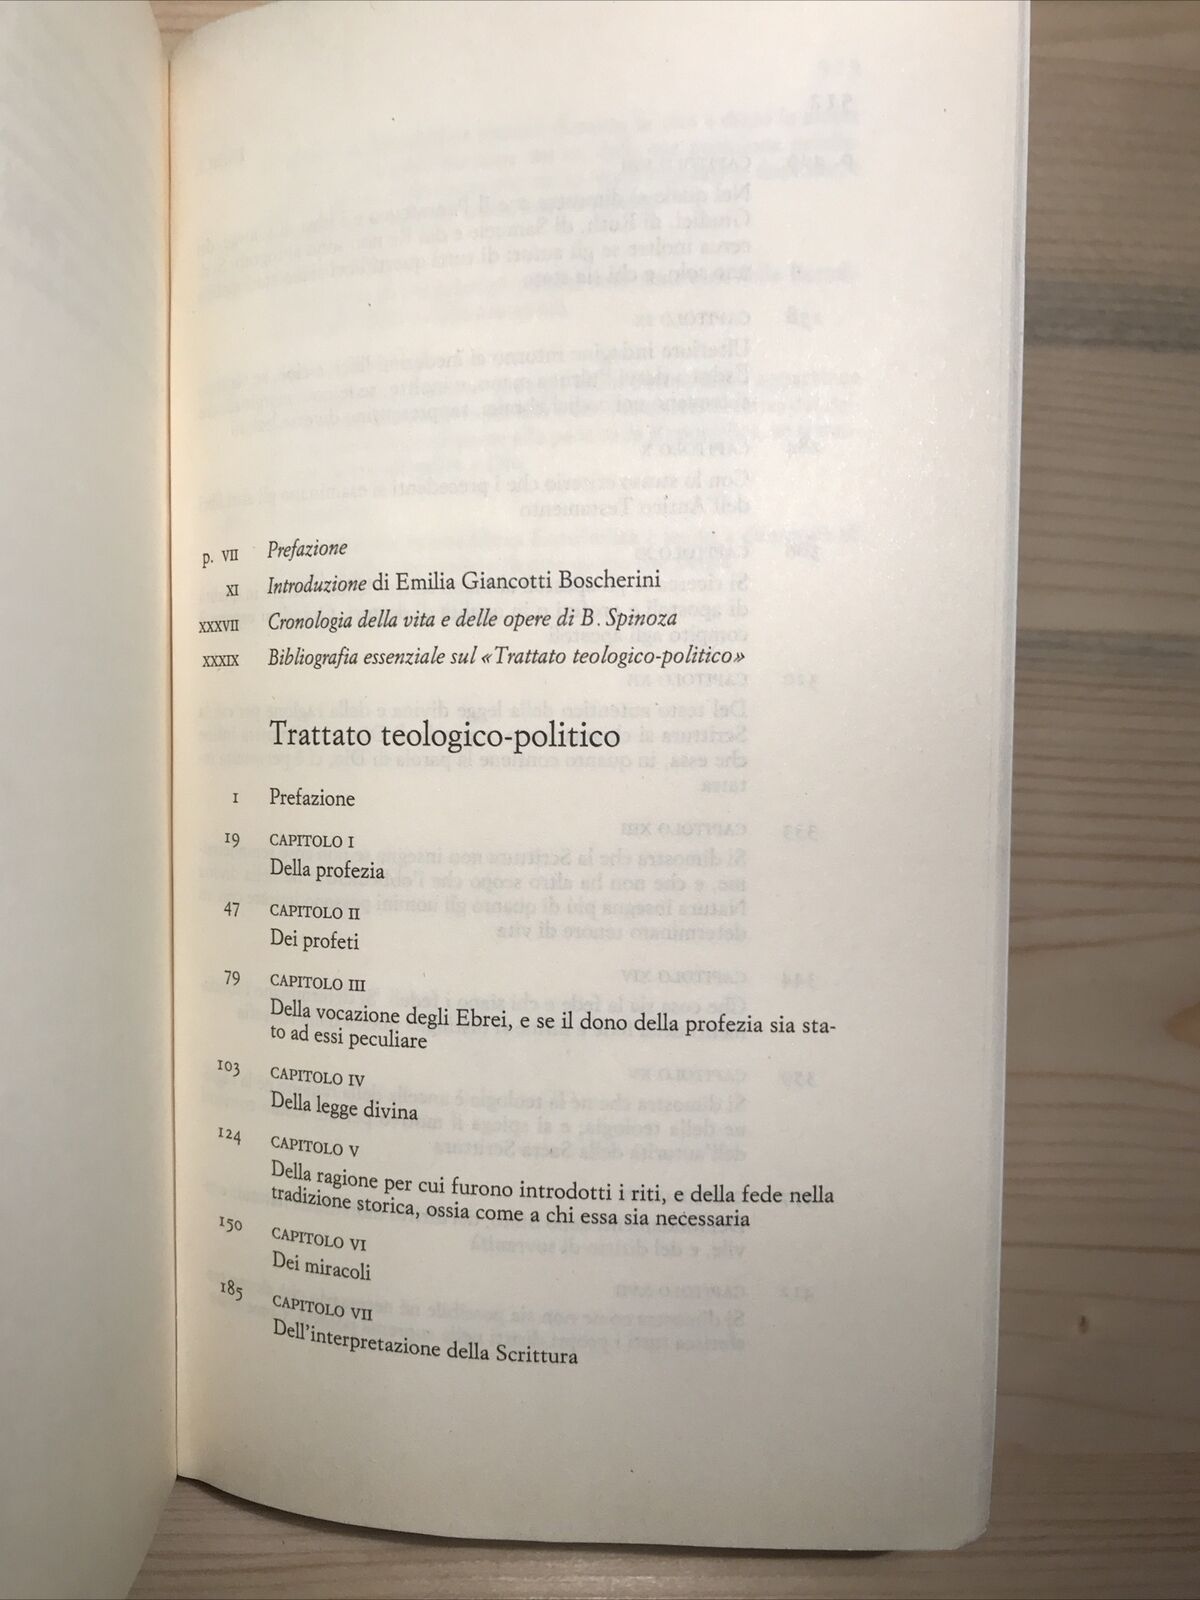 p. VII Prefazione
XI Introduzione di Emilia Giancotti Boscherini
XXXVII Cronologia della vita e delle opere di B. Spinoza
XXXIX Bibliografia essenziale sul «Trattato teologico-politico»
Trattato teologico-politico
1 Prefazione
19 CAPITOLO I
Della profezia
47 CAPITOLO II
Dei profeti
79 CAPITOLO III
Della vocazione degli Ebrei, e se il dono della profezia sia sta-
to ad essi peculiare
103 CAPITOLO IV
Della legge divina
124 CAPITOLO V
Della ragione per cui furono introdotti i riti, e della fede nella
tradizione storica, ossia come a chi essa sia necessaria
150 CAPITOLO VI
Dei miracoli
185 CAPITOLO VII
Dell'interpretazione della Scrittura